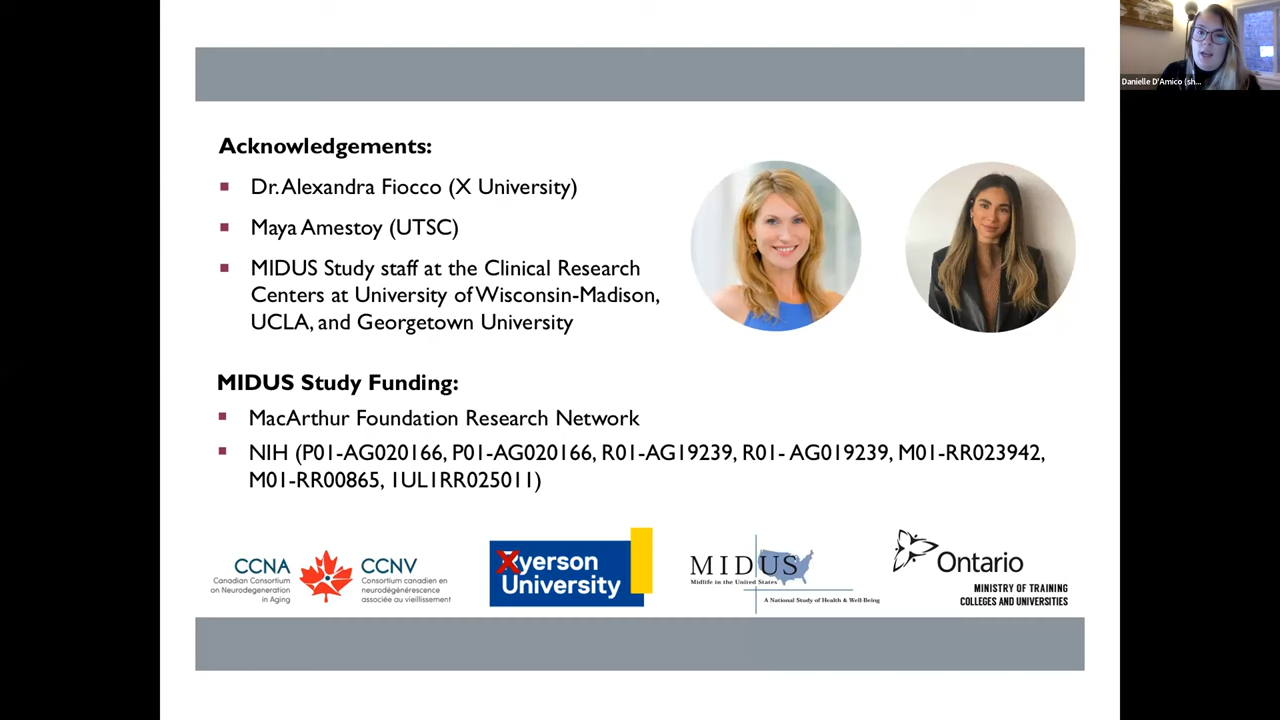 Danielle D'Amico (sh...
Acknowledgements:
Dr. Alexandra Fiocco (X University)
Maya Amestoy (UTSC)
MIDUS Study staff at the Clinical Research
Centers at University of Wisconsin-Madison,
UCLA, and Georgetown University
MIDUS Study Funding:
MacArthur Foundation Research Network
NIH (P01-AG020166, P01-AG020166, R01-AG19239, R01- AG019239, M01-RR023942,
M01-RR00865, 1UL1RR025011)
CCNA
Canadian Consortium
on Neurodegeneration
in Aging
CCNV
Consortium canadien en
neurodégénérescence
associée au vieillissement
Xyerson
University
MIDUS
Midlife in the United States
A National Study of Health & Well-Being
Ontario
MINISTRY OF TRAINING
COLLEGES AND UNIVERSITIES